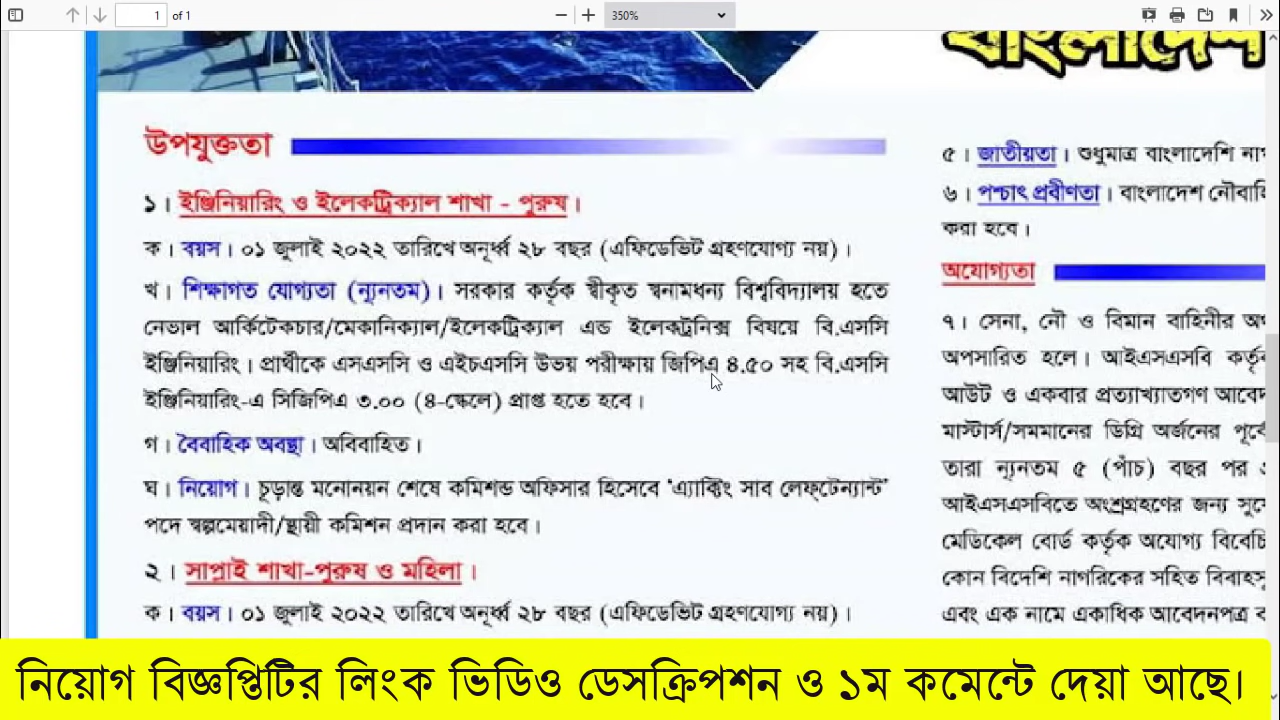 1 of 1
350%
বাংলাদেশ
উপযুক্ততা
১। ইঞ্জিনিয়ারিং ও ইলেকট্রিক্যাল শাখা - পুরুষ।
ক। বয়স। ০১ জুলাই ২০২২ তারিখে অনূর্ধ্ব ২৮ বছর (এফিডেভিট গ্রহণযোগ্য নয়)।
খ। শিক্ষাগত যোগ্যতা (ন্যূনতম)। সরকার কর্তৃক স্বীকৃত স্বনামধন্য বিশ্ববিদ্যালয় হতে
নেভাল আর্কিটেকচার/মেকানিক্যাল/ইলেকট্রিক্যাল এন্ড ইলেকট্রনিক্স বিষয়ে বি.এসসি
ইঞ্জিনিয়ারিং। প্রার্থীকে এসএসসি ও এইচএসসি উভয় পরীক্ষায় জিপিএ ৪.৫০ সহ বি.এসসি
ইঞ্জিনিয়ারিং-এ সিজিপিএ ৩.০০ (৪-স্কেলে) প্রাপ্ত হতে হবে।
গ। বৈবাহিক অবস্থা। অবিবাহিত।
ঘ। নিয়োগ। চূড়ান্ত মনোনয়ন শেষে কমিশন্ড অফিসার হিসেবে 'এ্যাক্টিং সাব লেফ্টেন্যান্ট'
পদে স্বল্পমেয়াদী/স্থায়ী কমিশন প্রদান করা হবে।
২। সাপ্লাই শাখা-পুরুষ ও মহিলা।
ক। বয়স। ০১ জুলাই ২০২২ তারিখে অনূর্ধ্ব ২৮ বছর (এফিডেভিট গ্রহণযোগ্য নয়)।
৫। জাতীয়তা। শুধুমাত্র বাংলাদেশি
৬। পশ্চাৎ প্রবীণতা। বাংলাদেশ
করা হবে।
অযোগ্যতা
৭। সেনা, নৌ ও বিমান বাহিনীর
অপসারিত হলে। আইএসএসবি
আউট ও একবার প্রত্যাখ্যাতগণ
মাস্টার্স/সমমানের ডিগ্রি অর্জনের পূর্বে
তারা ন্যূনতম ৫ (পাঁচ) বছর পর
আইএসএসবিতে অংশগ্রহণের জন্য
মেডিকেল বোর্ড কর্তৃক অযোগ্য
কোন বিদেশি নাগরিকের সহিত
এবং এক নামে একাধিক আবেদনপত্র
নিয়োগ বিজ্ঞপ্তিটির লিংক ভিডিও ডেসক্রিপশন ও ১ম কমেন্টে দেয়া আছে।